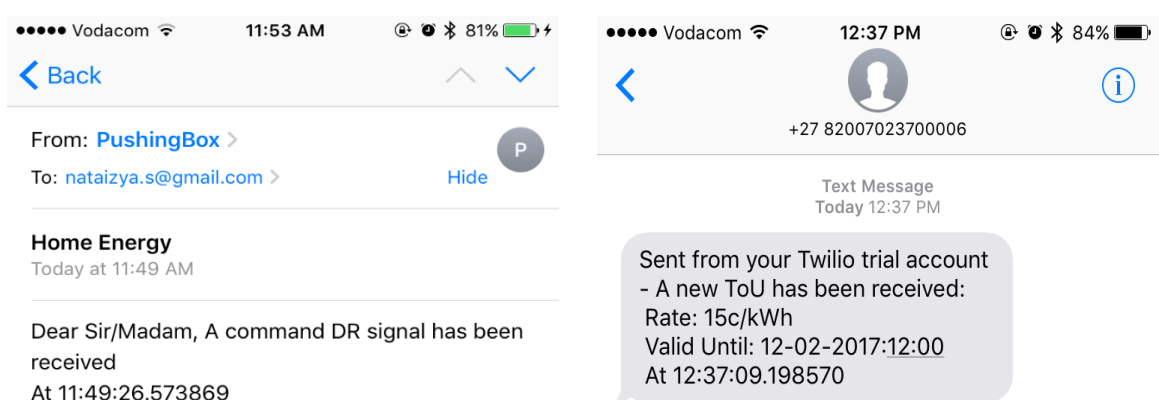 Vodacom 11:53 AM 81%
Back
From: PushingBox
P
To: nataizya.s@gmail.com Hide
Home Energy
Today at 11:49 AM
Dear Sir/Madam, A command DR signal has been
received
At 11:49:26.573869
Vodacom 12:37 PM 84%
+27 82007023700006
Text Message
Today 12:37 PM
Sent from your Twilio trial account
- A new ToU has been received:
Rate: 15c/kWh
Valid Until: 12-02-2017:12:00
At 12:37:09.198570